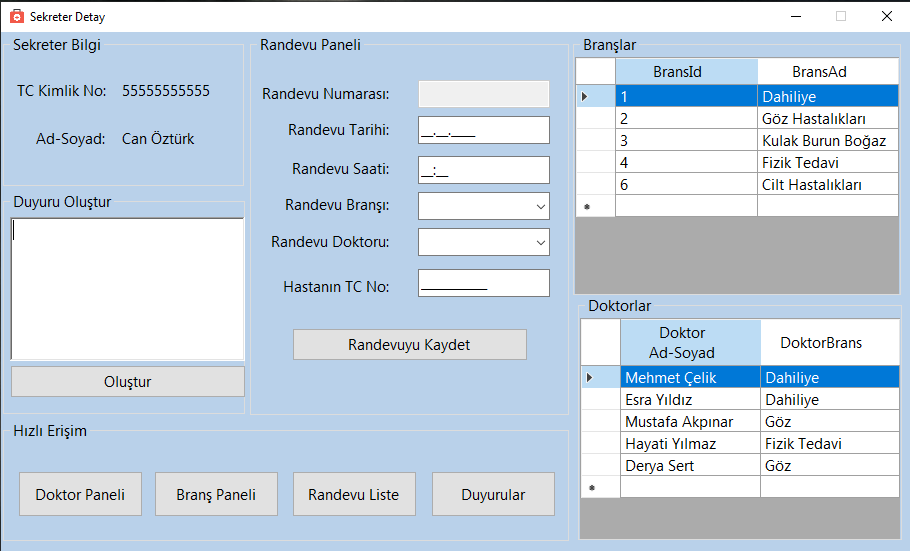 Sekreter Detay
Sekreter Bilgi
TC Kimlik No: 55555555555
Ad-Soyad: Can Öztürk
Duyuru Oluştur
Oluştur
Randevu Paneli
Randevu Numarası:
Randevu Tarihi: __.__.____
Randevu Saati: __:__
Randevu Branşı:
Randevu Doktoru:
Hastanın TC No: ___________
Randevuyu Kaydet
Hızlı Erişim
Doktor Paneli
Branş Paneli
Randevu Liste
Duyurular
Branşlar
BransId BransAd
1 Dahiliye
2 Göz Hastalıkları
3 Kulak Burun Boğaz
4 Fizik Tedavi
6 Cilt Hastalıkları
Doktorlar
Doktor
Ad-Soyad DoktorBrans
Mehmet Çelik Dahiliye
Esra Yıldız Dahiliye
Mustafa Akpınar Göz
Hayati Yılmaz Fizik Tedavi
Derya Sert Göz